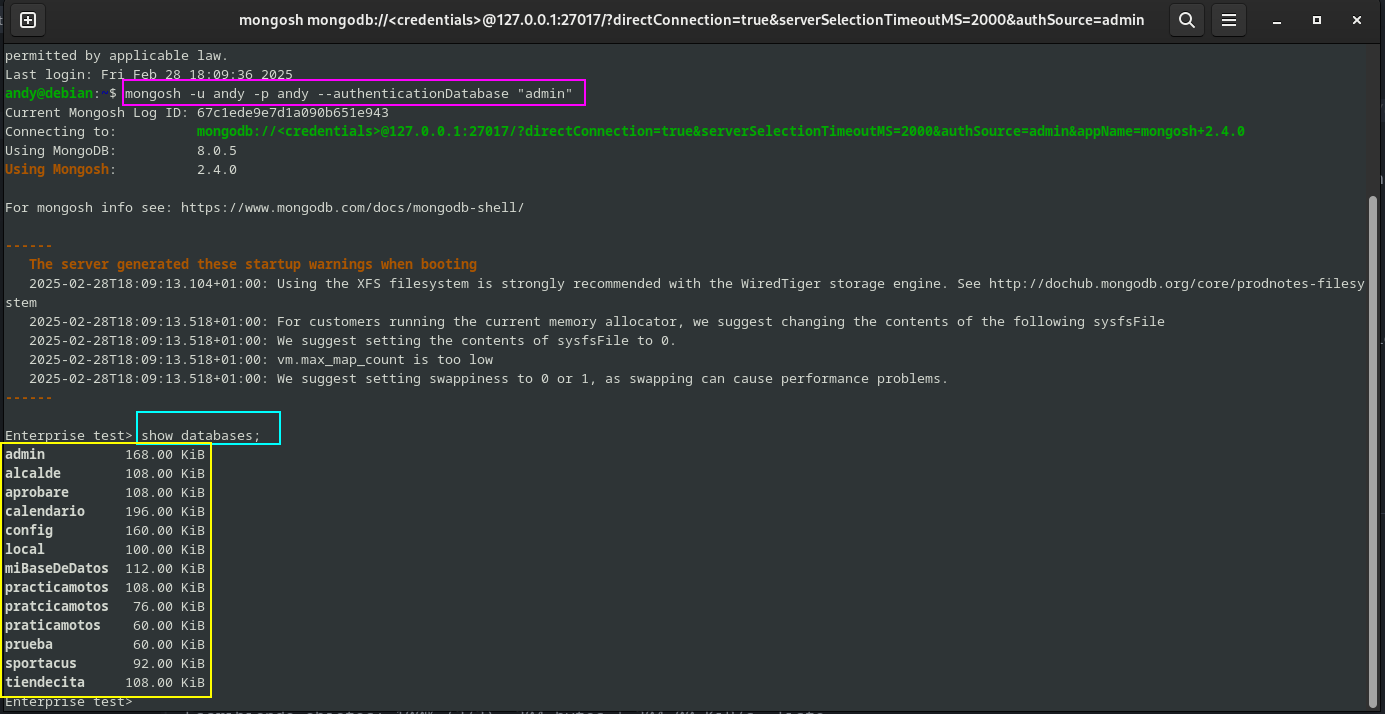 mongosh mongodb://<credentials>@127.0.0.1:27017/?directConnection=true&serverSelectionTimeoutMS=2000&authSource=admin
permitted by applicable law.
Last login: Fri Feb 28 18:09:36 2025
andy@debian:~$ mongosh -u andy -p andy --authenticationDatabase "admin"
Current Mongosh Log ID: 67c1ede9e7d1a090b651e943
Connecting to: mongodb://<credentials>@127.0.0.1:27017/?directConnection=true&serverSelectionTimeoutMS=2000&authSource=admin&appName=mongosh+2.4.0
Using MongoDB: 8.0.5
Using Mongosh: 2.4.0
For mongosh info see: https://www.mongodb.com/docs/mongodb-shell/
------
The server generated these startup warnings when booting
2025-02-28T18:09:13.104+01:00: Using the XFS filesystem is strongly recommended with the WiredTiger storage engine. See http://dochub.mongodb.org/core/prodnotes-filesy
stem
2025-02-28T18:09:13.518+01:00: For customers running the current memory allocator, we suggest changing the contents of the following sysfsFile
2025-02-28T18:09:13.518+01:00: We suggest setting the contents of sysfsFile to 0.
2025-02-28T18:09:13.518+01:00: vm.max_map_count is too low
2025-02-28T18:09:13.518+01:00: We suggest setting swappiness to 0 or 1, as swapping can cause performance problems.
------
Enterprise test> show databases;
admin 168.00 KiB
alcalde 108.00 KiB
aprobare 108.00 KiB
calendario 196.00 KiB
config 160.00 KiB
local 100.00 KiB
miBaseDeDatos 112.00 KiB
practicamotos 108.00 KiB
pratcicamotos 76.00 KiB
praticamotos 60.00 KiB
prueba 60.00 KiB
sportacus 92.00 KiB
tiendecita 108.00 KiB
Enterprise test>